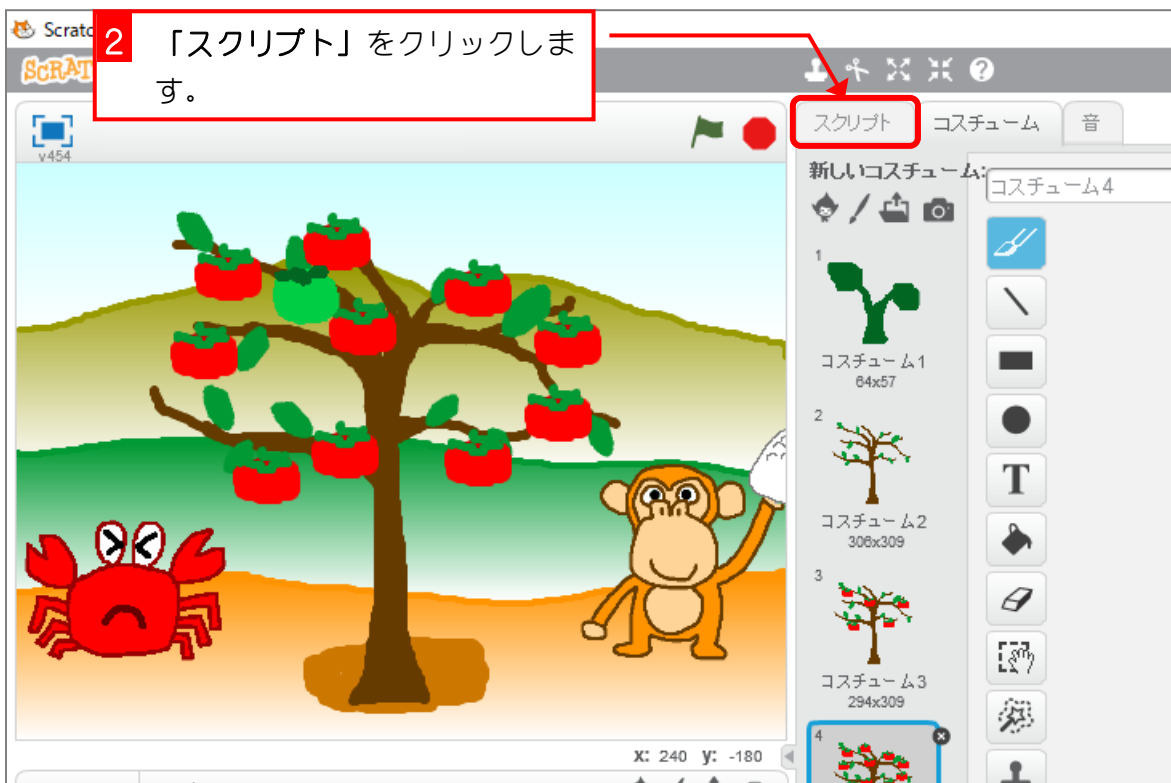 Scratc
2 「スクリプト」をクリックしま
す。
SCRAT
v454
スクリプト
コスチューム
音
新しいコスチューム:
コスチューム4
1
コスチューム1
64x57
2
コスチューム2
306x309
3
コスチューム3
294x309
4
T
x: 240 y: -180